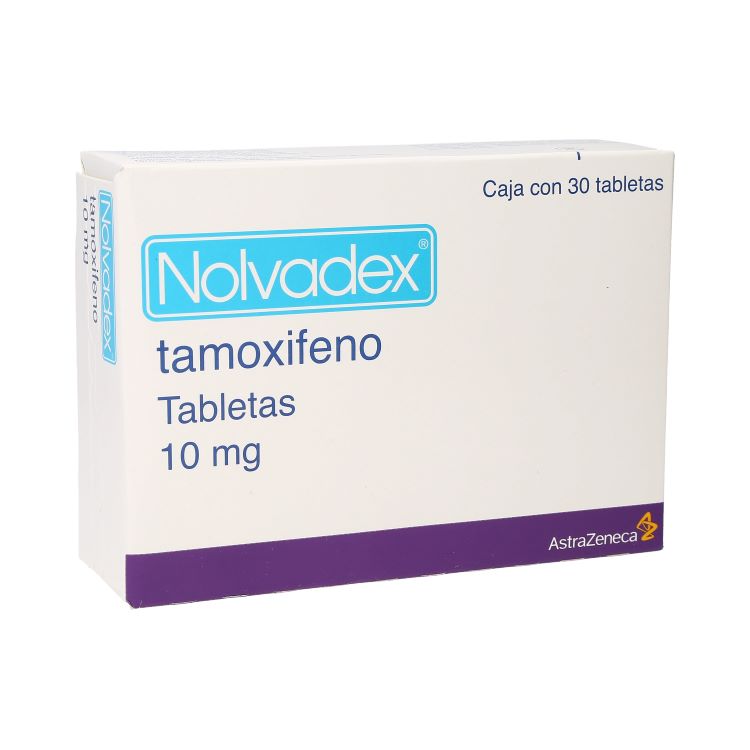 Caja con 30 tabletas
Nolvadex®
tamoxifeno
Tabletas
10 mg
AstraZeneca
Nolvadex
tamoxifeno
10 mg